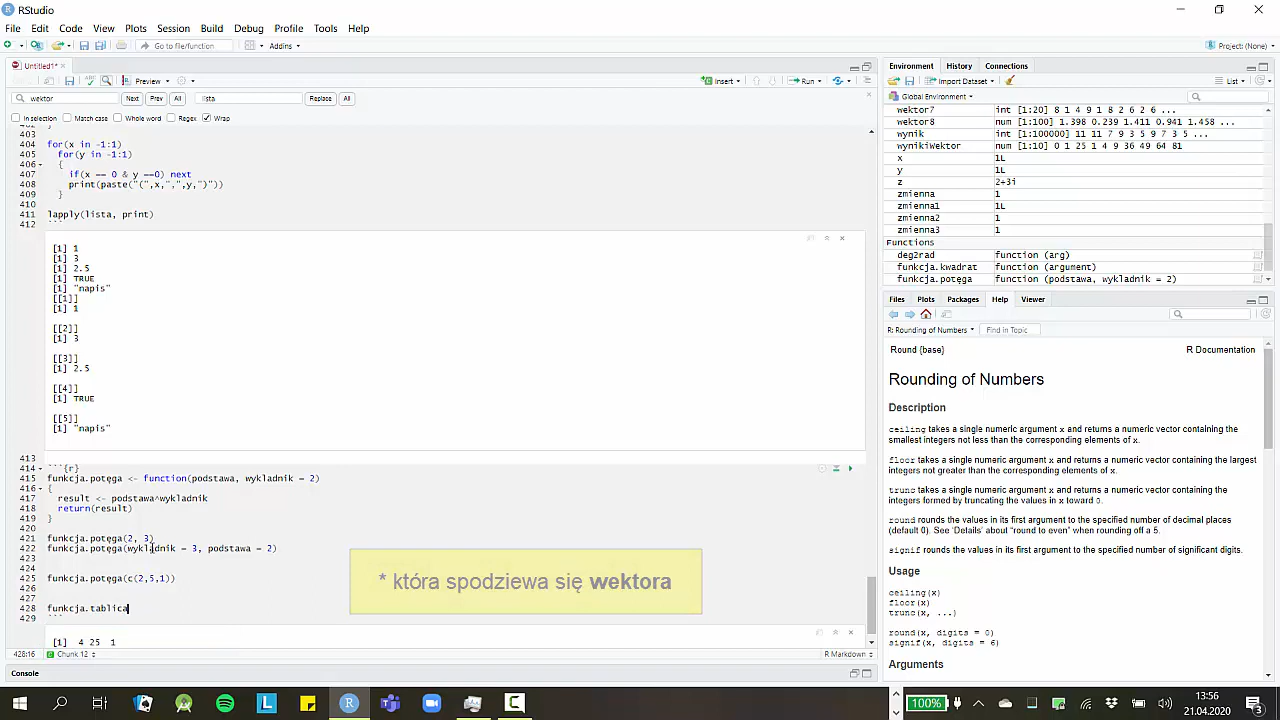 RStudio
File Edit Code View Plots Session Build Debug Profile Tools Help
Go to file/function Addins Project: (None)
Untitled1*
Preview Insert Run
wektor Next Prev All lista Replace All
In selection Match case Whole word Regex Wrap
403 }
404 for(x in -1:1)
405 for(y in -1:1)
406 {
407 if(x == 0 & y ==0) next
408 print(paste("(",x,",",y,")"))
409 }
410
411 lapply(lista, print)
412 ```
[1] 1
[1] 3
[1] 2.5
[1] TRUE
[1] "napis"
[[1]]
[1] 1
[[2]]
[1] 3
[[3]]
[1] 2.5
[[4]]
[1] TRUE
[[5]]
[1] "napis"
413
414 ```{r}
415 funkcja.potęga <- function(podstawa, wykladnik = 2)
416 {
417 result <- podstawa^wykladnik
418 return(result)
419 }
420
421 funkcja.potęga(2, 3)
422 funkcja.potęga(wykladnik = 3, podstawa = 2)
423
424
425 funkcja.potęga(c(2,5,1))
426
427
428 funkcja.tablica
429 ```
* która spodziewa się wektora
[1] 4 25 1
428:16 Chunk 12 R Markdown
Console
Environment History Connections
Import Dataset List
Global Environment
wektor7 int [1:20] 8 1 4 9 1 8 2 6 2 6 ...
wektor8 num [1:100] 1.398 0.239 1.411 0.941 1.458 ...
wynik int [1:100000] 11 11 7 9 3 5 9 7 3 5 ...
wynikiWektor num [1:10] 0 1 25 1 4 9 36 49 64 81
x 1L
y 1L
z 2+3i
zmienna 1
zmienna1 1L
zmienna2 1
zmienna3 1
Functions
deg2rad function (arg)
funkcja.kwadrat function (argument)
funkcja.potęga function (podstawa, wykladnik = 2)
Files Plots Packages Help Viewer
R: Rounding of Numbers Find in Topic
Round {base} R Documentation
Rounding of Numbers
Description
ceiling takes a single numeric argument x and returns a numeric vector containing the
smallest integers not less than the corresponding elements of x.
floor takes a single numeric argument x and returns a numeric vector containing the largest
integers not greater than the corresponding elements of x.
trunc takes a single numeric argument x and returns a numeric vector containing the
integers formed by truncating the values in x toward 0.
round rounds the values in its first argument to the specified number of decimal places
(default 0). See ‘Details’ about “round to even” when rounding off a 5.
signif rounds the values in its first argument to the specified number of significant digits.
Usage
ceiling(x)
floor(x)
trunc(x, ...)
round(x, digits = 0)
signif(x, digits = 6)
Arguments
100%
13:56
21.04.2020